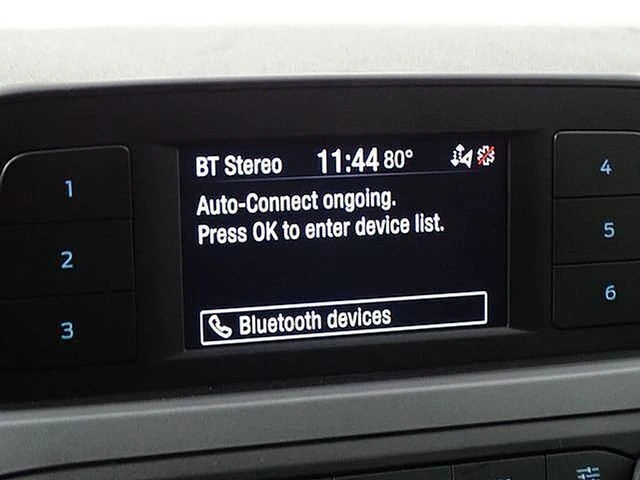 BT Stereo 11:44 80°
Auto-Connect ongoing.
Press OK to enter device list.
Bluetooth devices
1
2
3
4
5
6